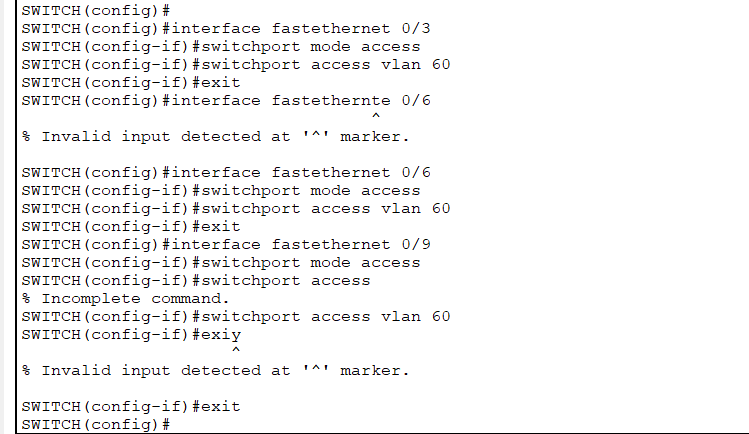 SWITCH(config)#
SWITCH(config)#interface fastethernet 0/3
SWITCH(config-if)#switchport mode access
SWITCH(config-if)#switchport access vlan 60
SWITCH(config-if)#exit
SWITCH(config)#interface fastethernte 0/6
^
% Invalid input detected at '^' marker.
SWITCH(config)#interface fastethernet 0/6
SWITCH(config-if)#switchport mode access
SWITCH(config-if)#switchport access vlan 60
SWITCH(config-if)#exit
SWITCH(config)#interface fastethernet 0/9
SWITCH(config-if)#switchport mode access
SWITCH(config-if)#switchport access
% Incomplete command.
SWITCH(config-if)#switchport access vlan 60
SWITCH(config-if)#exiy
^
% Invalid input detected at '^' marker.
SWITCH(config-if)#exit
SWITCH(config)#